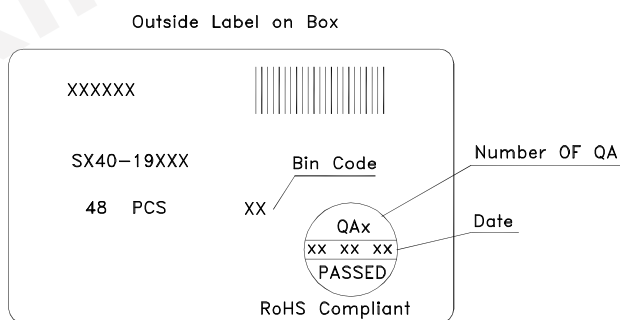 Outside Label on Box
XXXXXX
SX40-19XXX
Bin Code
Number OF QA
48 PCS
XX
QAx
Date
xx xx xx
PASSED
RoHS Compliant